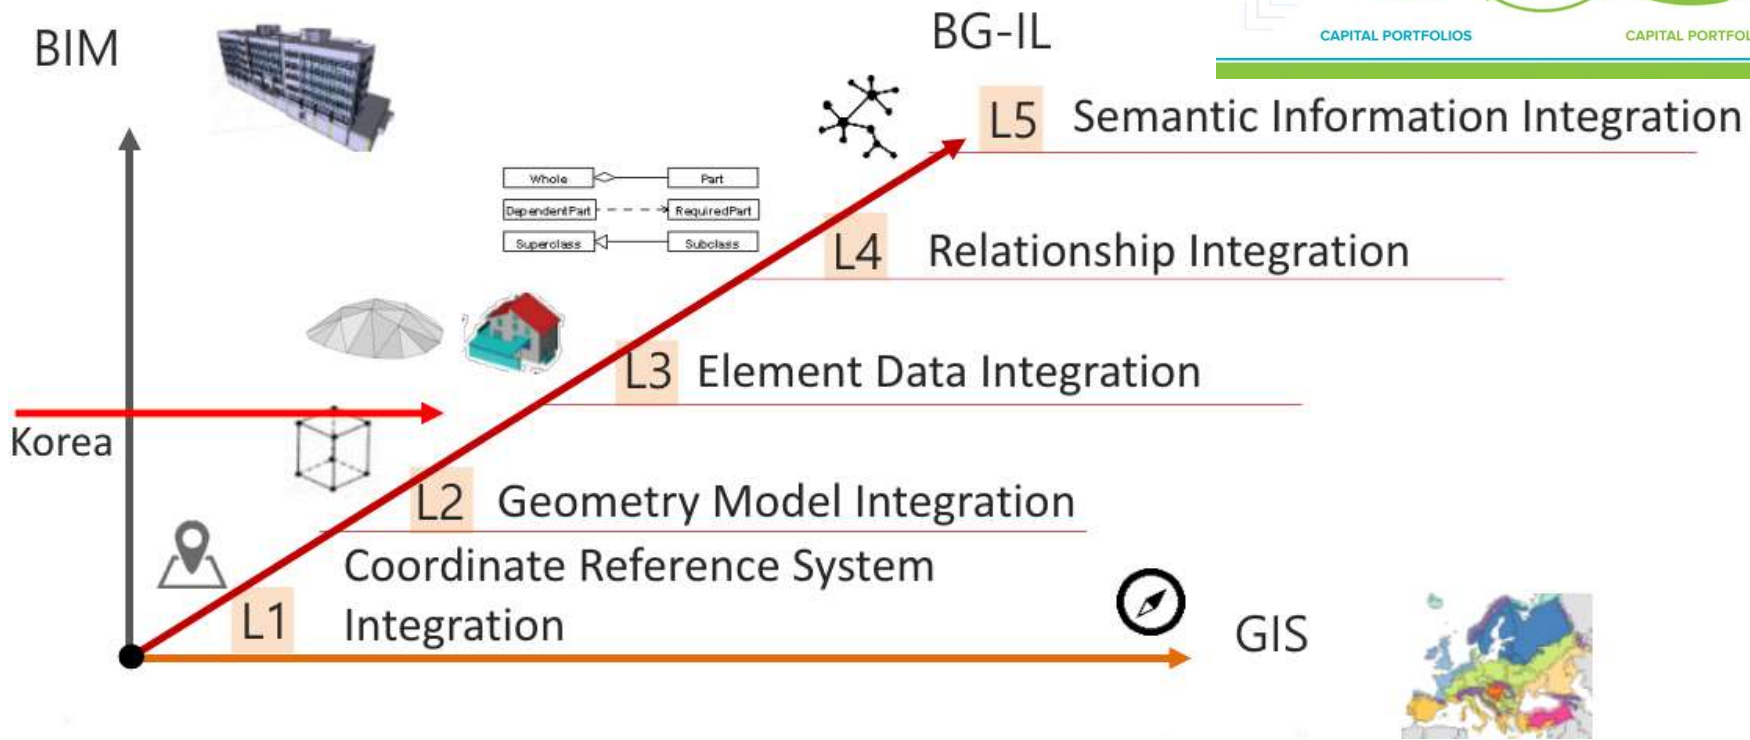 BIM
BG-IL
CAPITAL PORTFOLIOS
CAPITAL PORTFOL
L5 Semantic Information Integration
Whole Part
DependentPart RequiredPart
Superclass Subclass
L4 Relationship Integration
L3 Element Data Integration
Korea
L2 Geometry Model Integration
Coordinate Reference System
L1 Integration
GIS